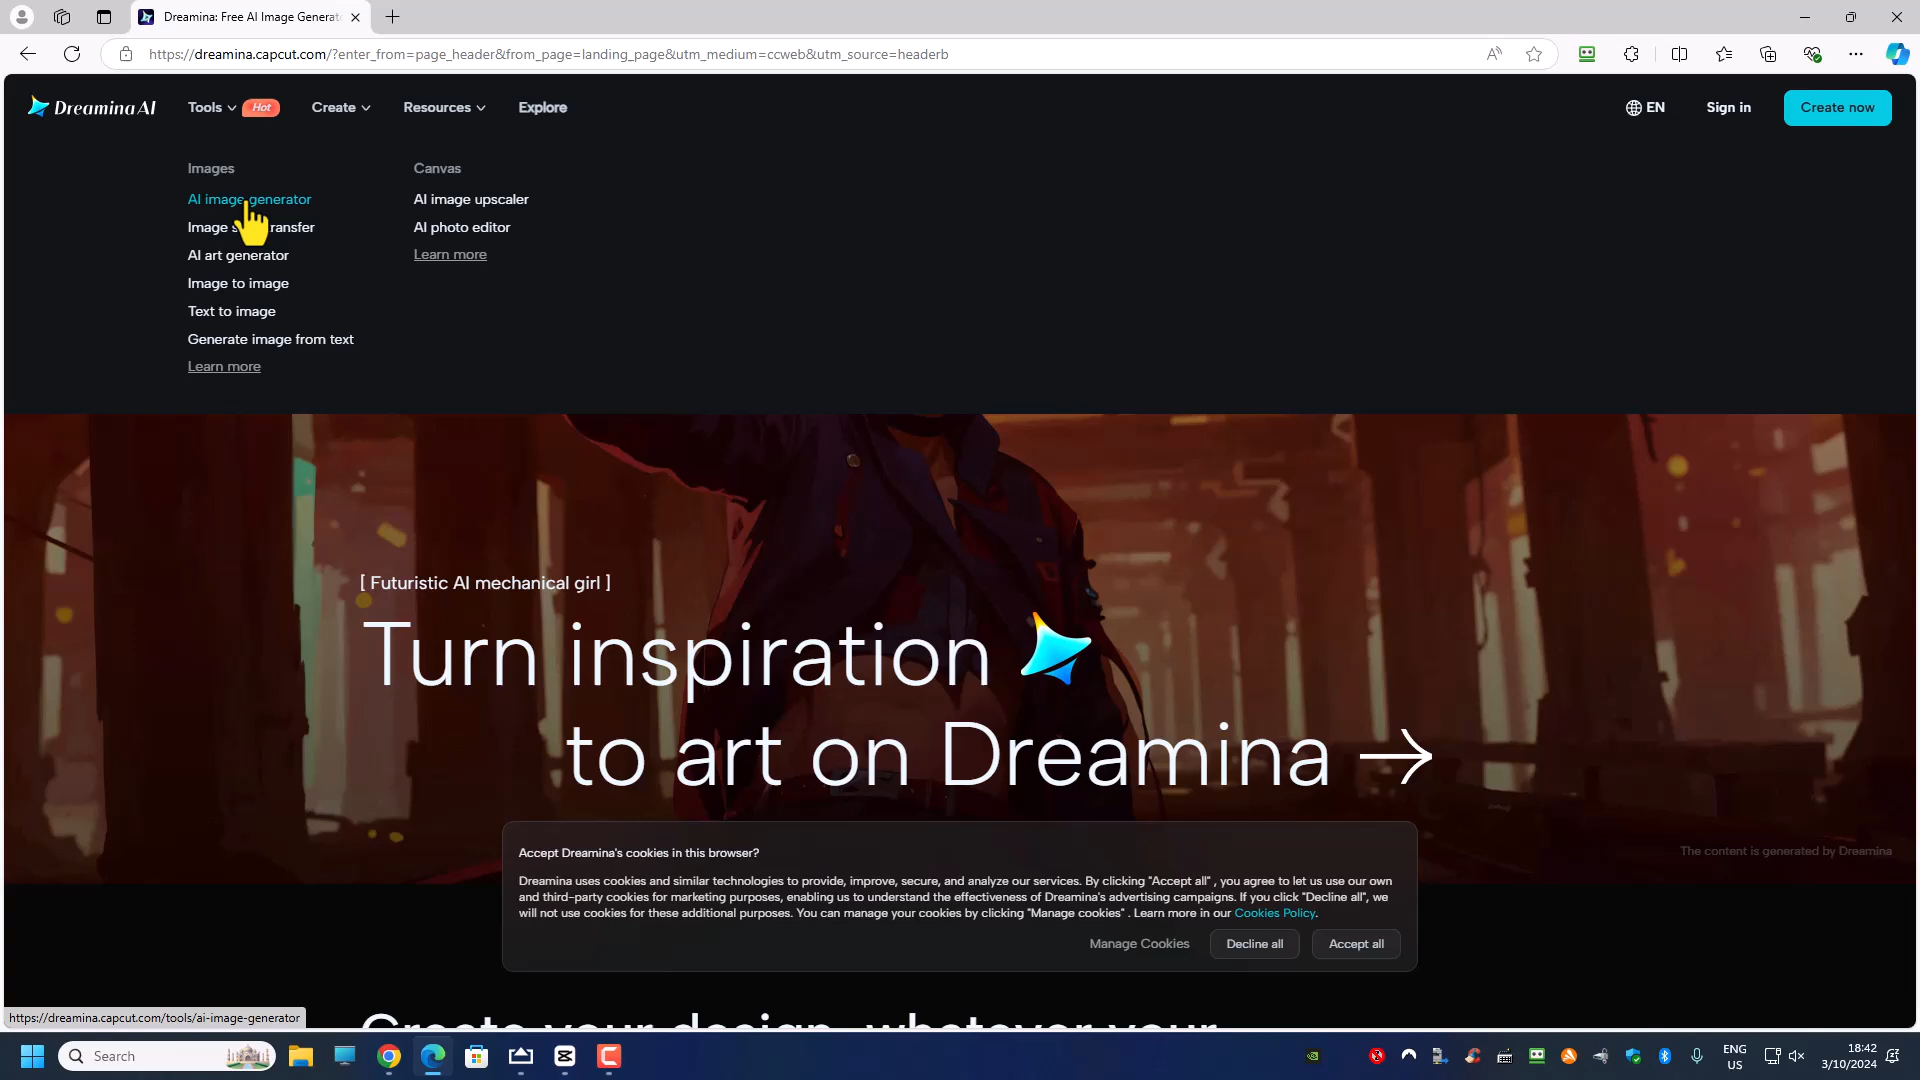 Dreamina: Free AI Image Generato
https://dreamina.capcut.com/?enter_from=page_header&from_page=landing_page&utm_medium=ccweb&utm_source=headerb
Dreamina AI
Tools
Hot
Create
Resources
Explore
EN
Sign in
Create now
Images
AI image generator
Image s ransfer
AI art generator
Image to image
Text to image
Generate image from text
Learn more
Canvas
AI image upscaler
AI photo editor
Learn more
[ Futuristic AI mechanical girl ]
Turn inspiration
to art on Dreamina →
The content is generated by Dreamina
Accept Dreamina's cookies in this browser?
Dreamina uses cookies and similar technologies to provide, improve, secure, and analyze our services. By clicking "Accept all" , you agree to let us use our own
and third-party cookies for marketing purposes, enabling us to understand the effectiveness of Dreamina's advertising campaigns. If you click "Decline all", we
will not use cookies for these additional purposes. You can manage your cookies by clicking "Manage cookies" . Learn more in our Cookies Policy.
Manage Cookies
Decline all
Accept all
Create your design, whatever your
https://dreamina.capcut.com/tools/ai-image-generator
Search
ENG
US
18:42
3/10/2024